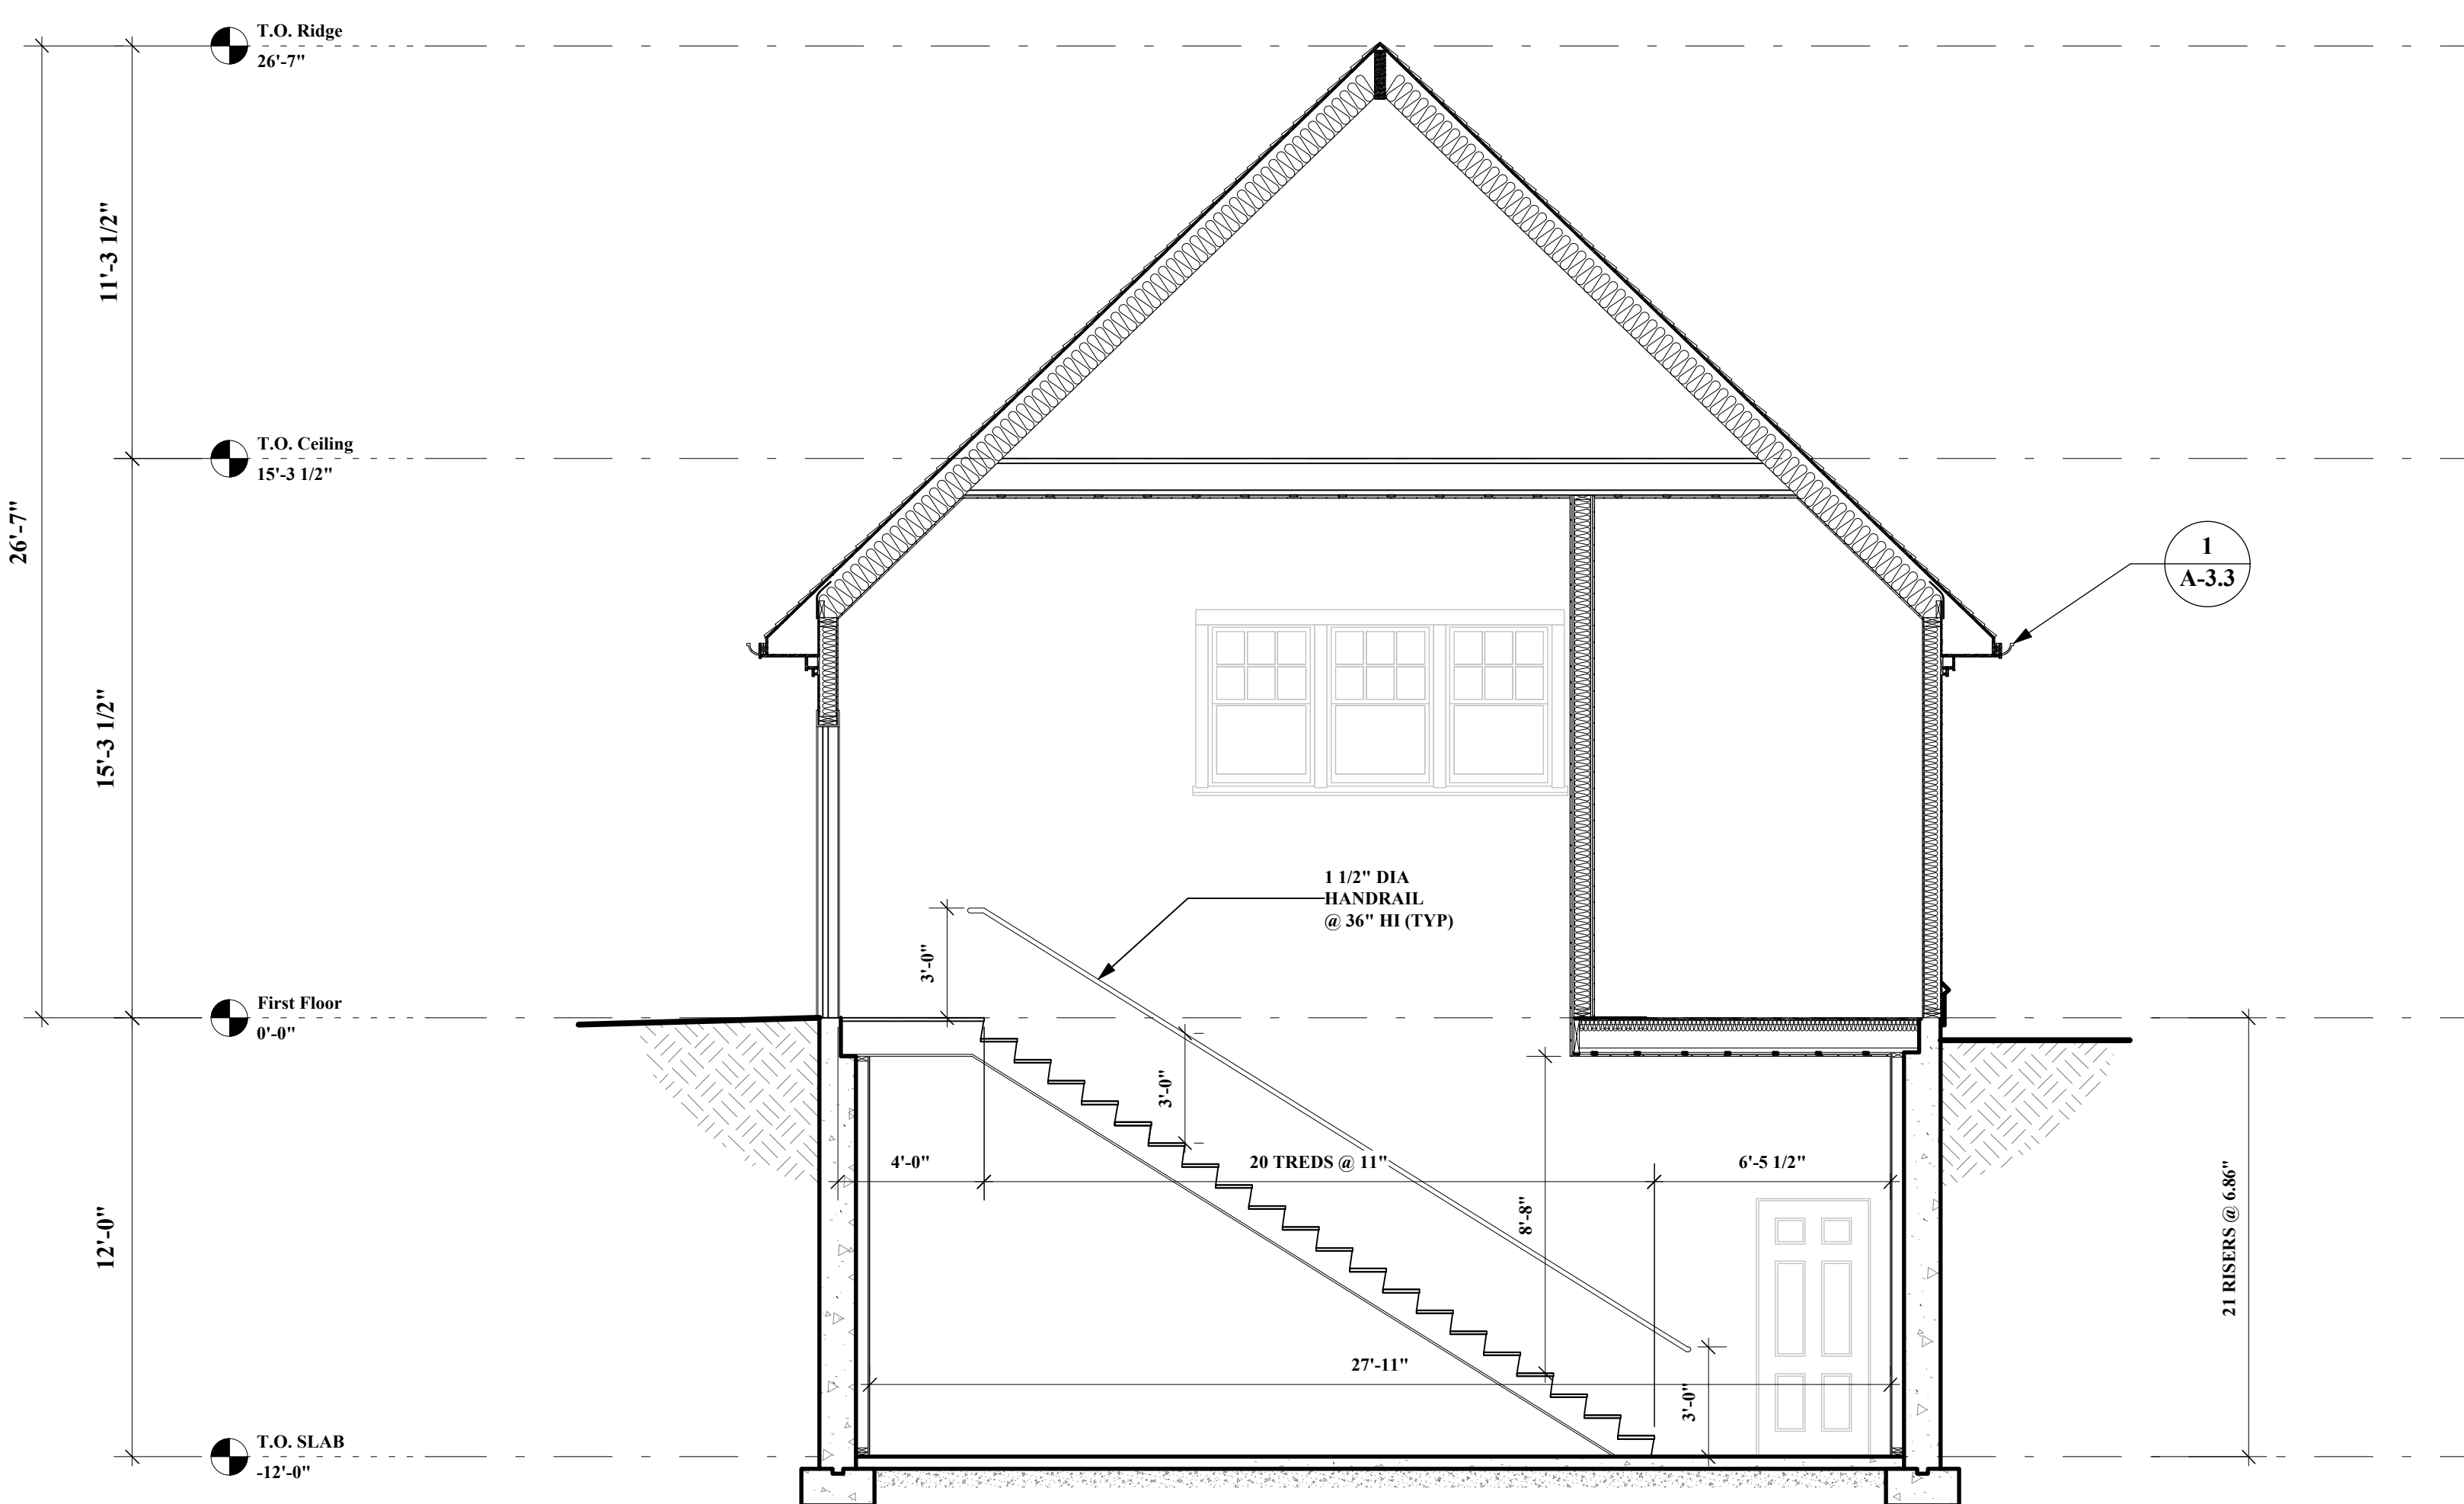 T.O. Ridge
26'-7"
11'-3 1/2"
T.O. Ceiling
15'-3 1/2"
26'-7"
1
A-3.3
15'-3 1/2"
1 1/2" DIA
HANDRAIL
@ 36" HI (TYP)
3'-0"
First Floor
0'-0"
3'-0"
4'-0"
20 TREDS @ 11"
6'-5 1/2"
8'-8"
21 RISERS @ 6.86"
12'-0"
27'-11"
3'-0"
T.O. SLAB
-12'-0"